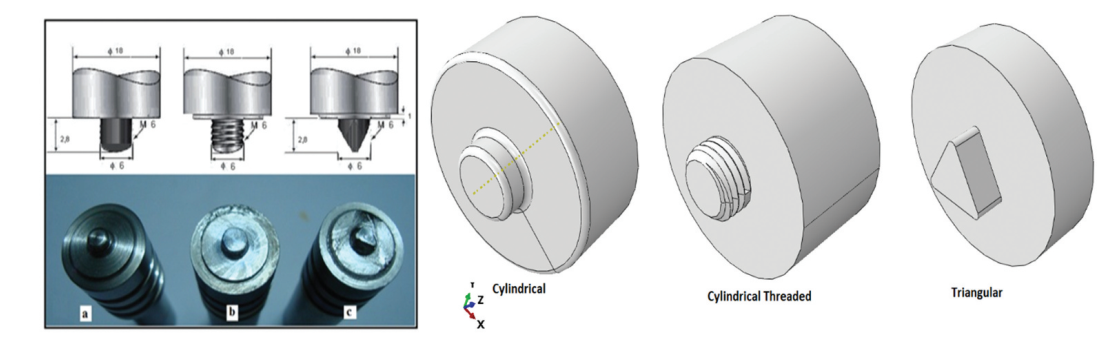 ϕ 18
ϕ 18
ϕ 18
M 6
M 6
M 6
1
2,8
2,8
ϕ 6
ϕ 6
ϕ 6
a
b
c
Cylindrical
Cylindrical Threaded
Triangular
Y
Z
X